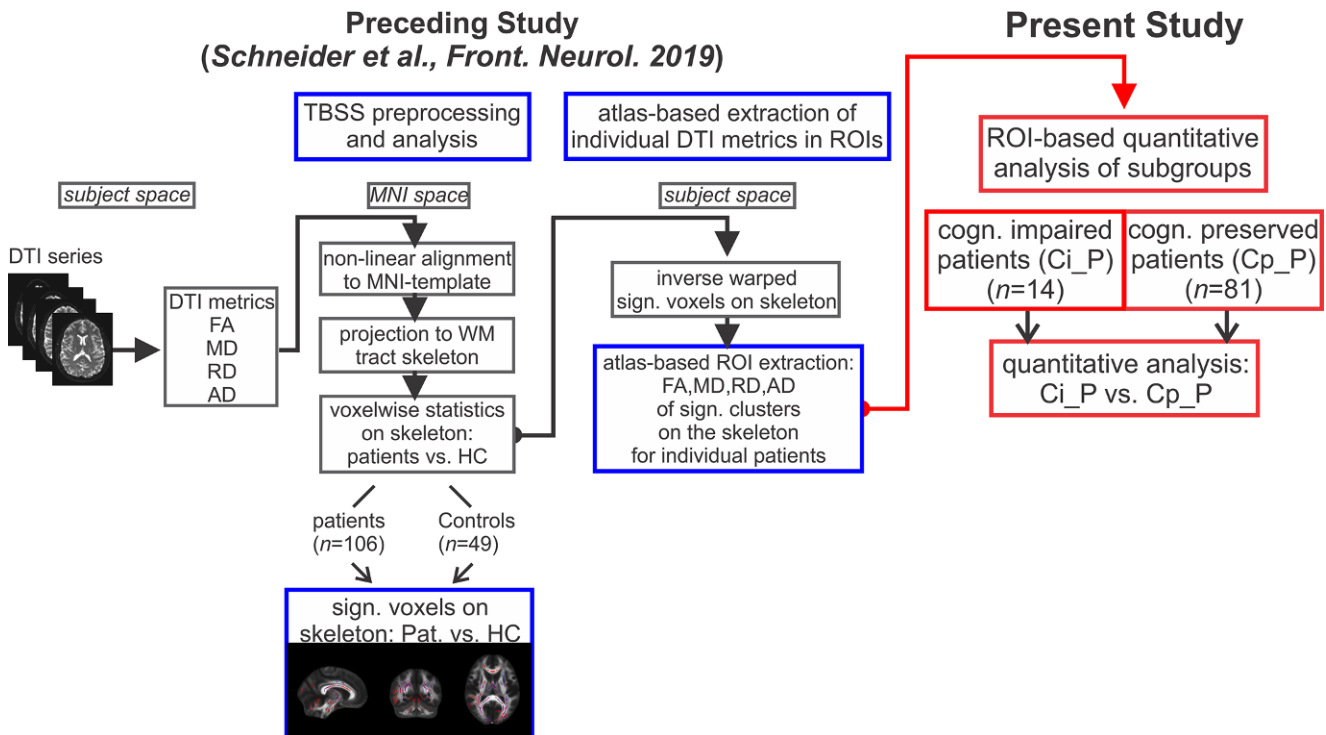 Preceding Study
(Schneider et al., Front. Neurol. 2019)
Present Study
TBSS preprocessing
and analysis
atlas-based extraction of
individual DTI metrics in ROIs
ROI-based quantitative
analysis of subgroups
subject space
MNI space
subject space
DTI series
DTI metrics
FA
MD
RD
AD
non-linear alignment
to MNI-template
projection to WM
tract skeleton
voxelwise statistics
on skeleton:
patients vs. HC
patients
(n=106)
Controls
(n=49)
sign. voxels on
skeleton: Pat. vs. HC
inverse warped
sign. voxels on skeleton
atlas-based ROI extraction:
FA,MD,RD,AD
of sign. clusters
on the skeleton
for individual patients
cogn. impaired
patients (Ci_P)
(n=14)
cogn. preserved
patients (Cp_P)
(n=81)
quantitative analysis:
Ci_P vs. Cp_P